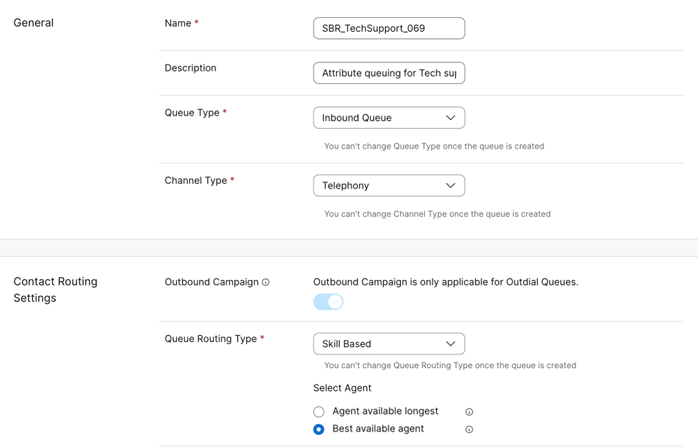 General
Name *
SBR_TechSupport_069
Description
Attribute queuing for Tech sup
Queue Type *
Inbound Queue
You can't change Queue Type once the queue is created
Channel Type *
Telephony
You can't change Channel Type once the queue is created
Contact Routing
Settings
Outbound Campaign
Outbound Campaign is only applicable for Outdial Queues.
Queue Routing Type *
Skill Based
You can't change Queue Routing Type once the queue is created
Select Agent
Agent available longest
Best available agent